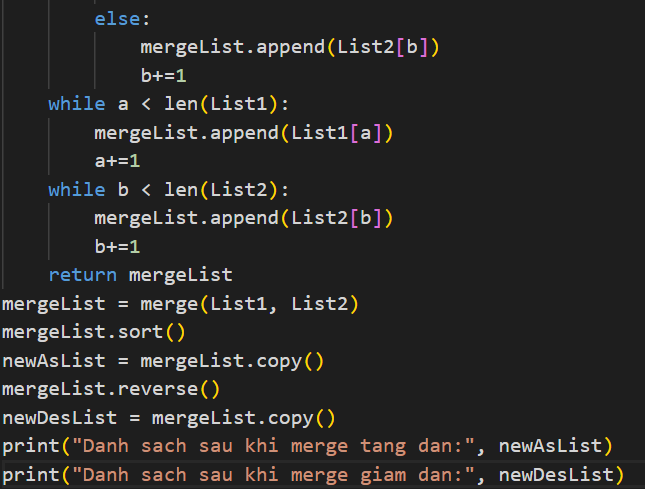 else:
mergeList.append(List2[b])
b+=1
while a < len(List1):
mergeList.append(List1[a])
a+=1
while b < len(List2):
mergeList.append(List2[b])
b+=1
return mergeList
mergeList = merge(List1, List2)
mergeList.sort()
newAsList = mergeList.copy()
mergeList.reverse()
newDesList = mergeList.copy()
print("Danh sach sau khi merge tang dan:", newAsList)
print("Danh sach sau khi merge giam dan:", newDesList)